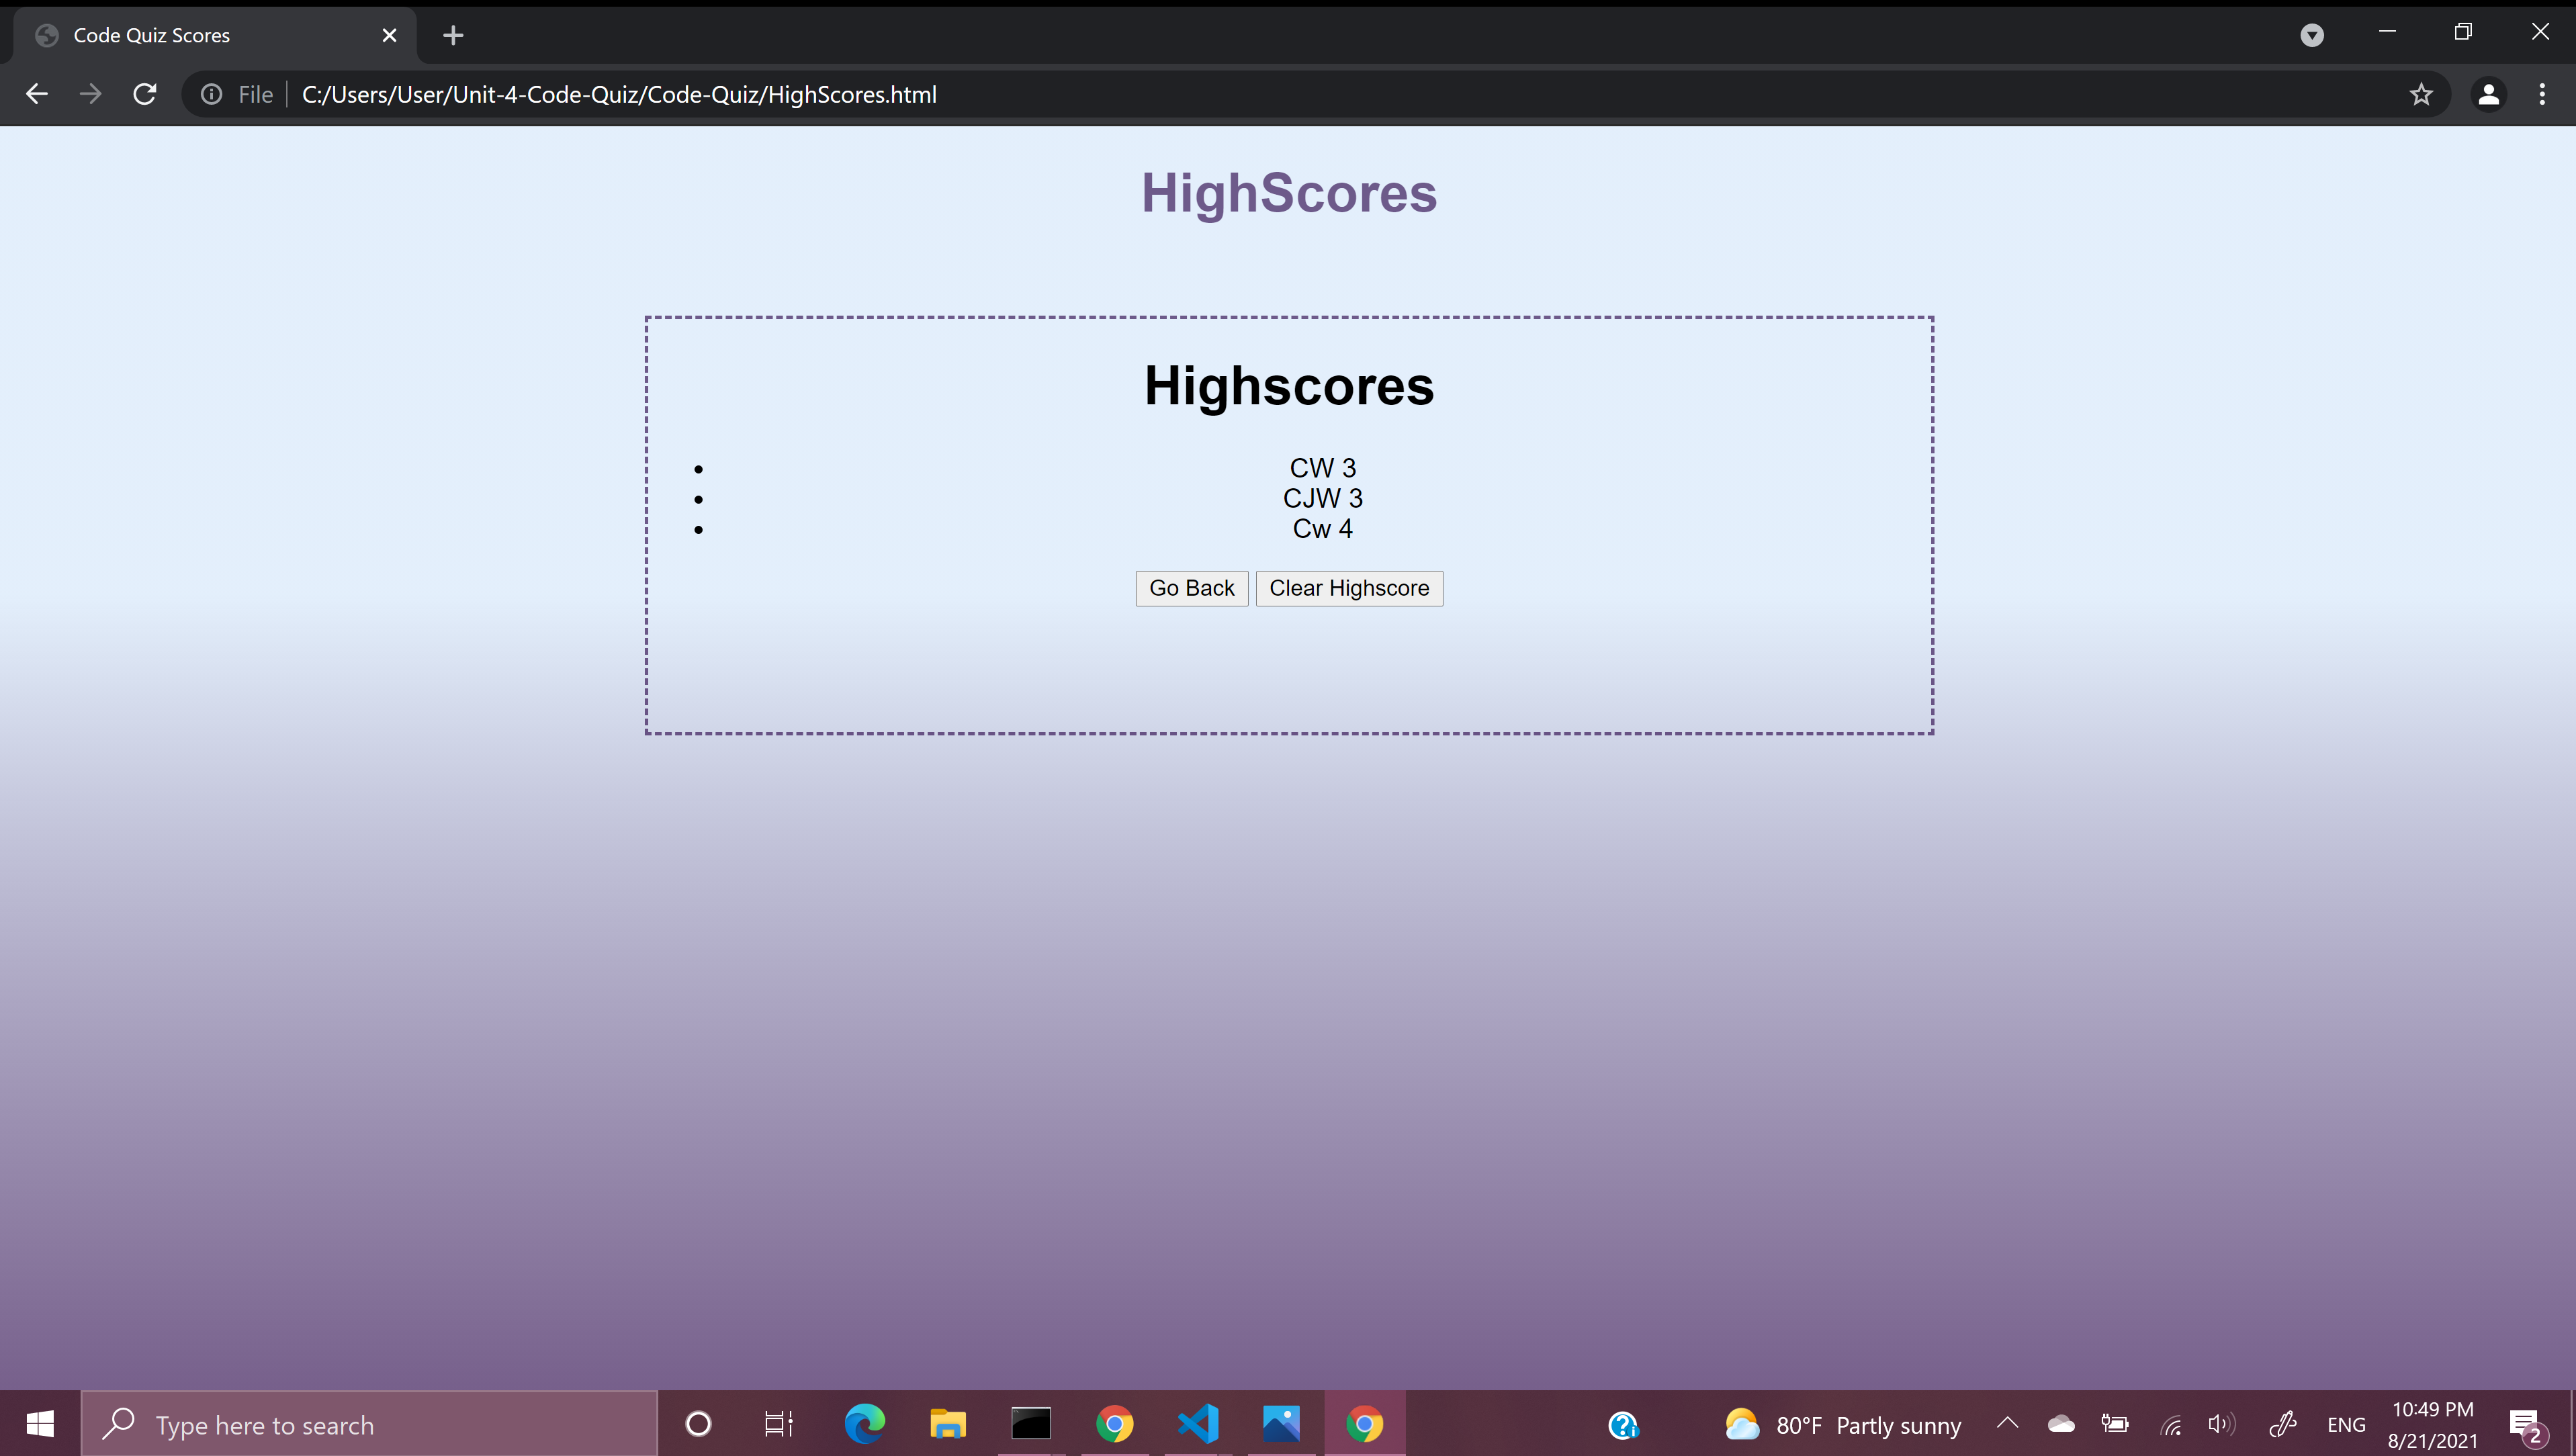 Code Quiz Scores
File C:/Users/User/Unit-4-Code-Quiz/Code-Quiz/HighScores.html
HighScores
Highscores
CW 3
CJW 3
Cw 4
Go Back Clear Highscore
Type here to search
80°F Partly sunny
ENG
10:49 PM
8/21/2021
2